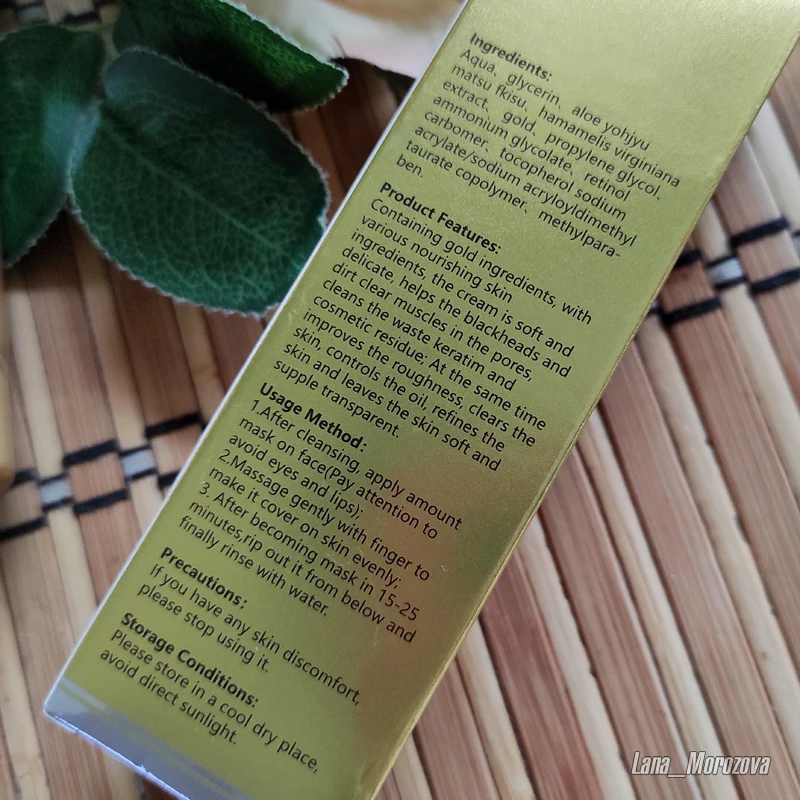 Ingredients:
Aqua、glycerin、aloe yohjyu
matsu fkisu、hamamelis virginiana
extract、gold、propylene glycol、
ammonium glycolate、retinol
carbomer、tocopherol sodium
acrylate/sodium acryloyldimethyl
taurate copolymer、methylpara-
ben.
Product Features:
Containing gold ingredients, with
various nourishing skin
ingredients, the cream is soft and
delicate, helps the blackheads and
dirt clear muscles in the pores,
cleans the waste keratim and
cosmetic residue; At the same time
improves the roughness, clears the
skin, controls the oil, refines the
skin and leaves the skin soft and
supple transparent.
Usage Method:
1.After cleansing, apply amount
mask on face(Pay attention to
avoid eyes and lips);
2.Massage gently with finger to
make it cover on skin evenly;
3. After becoming mask in 15-25
minutes,rip out it from below and
finally rinse with water.
Precautions:
If you have any skin discomfort,
please stop using it.
Storage Conditions:
Please store in a cool dry place,
avoid direct sunlight.
Lana_Morozova